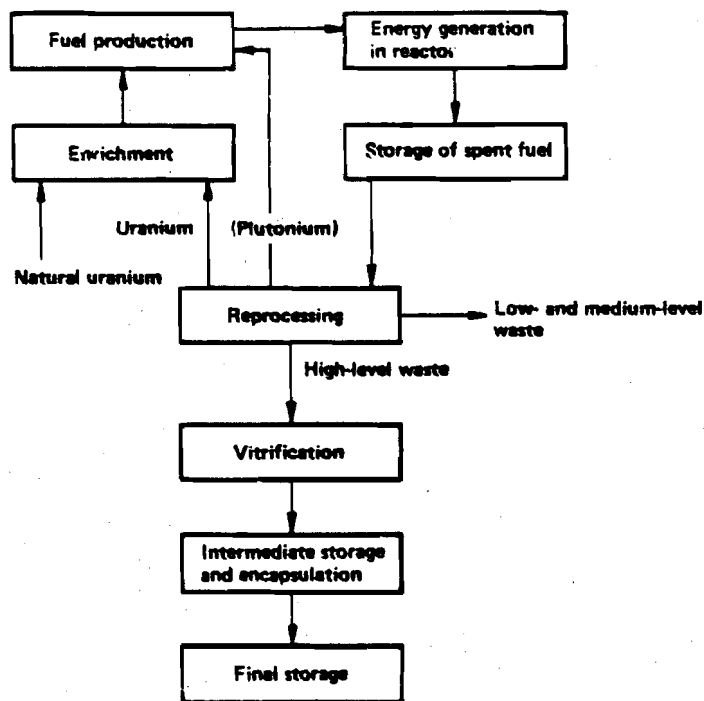 Fuel production
Energy generation
in reactor
Enrichment
Storage of spent fuel
Uranium
(Plutonium)
Natural uranium
Reprocessing
Low- and medium-level
waste
High-level waste
Vitrification
Intermediate storage
and encapsulation
Final storage